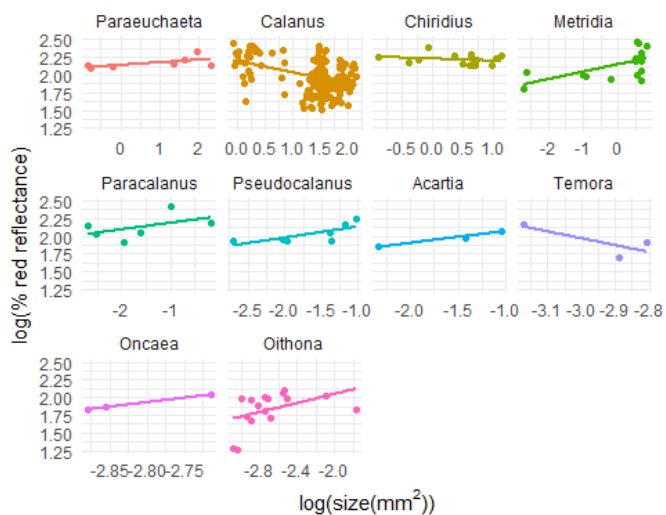 Paraeuchaeta Calanus Chiridius Metridia
2.50
2.25
2.00
1.75
1.50
1.25
0 1 2 0.0 0.5 1.0 1.5 2.0 -0.5 0.0 0.5 1.0 -2 -1 0
Paracalanus Pseudocalanus Acartia Temora
2.50
2.25
2.00
1.75
1.50
1.25
-2 -1 -2.5 -2.0 -1.5 -1.0 -2.0 -1.5 -1.0 -3.1 -3.0 -2.9 -2.8
Oncaea Oithona
2.50
2.25
2.00
1.75
1.50
1.25
-2.85 -2.80 -2.75 -2.8 -2.4 -2.0
log(% red reflectance)
log(size(mm²))